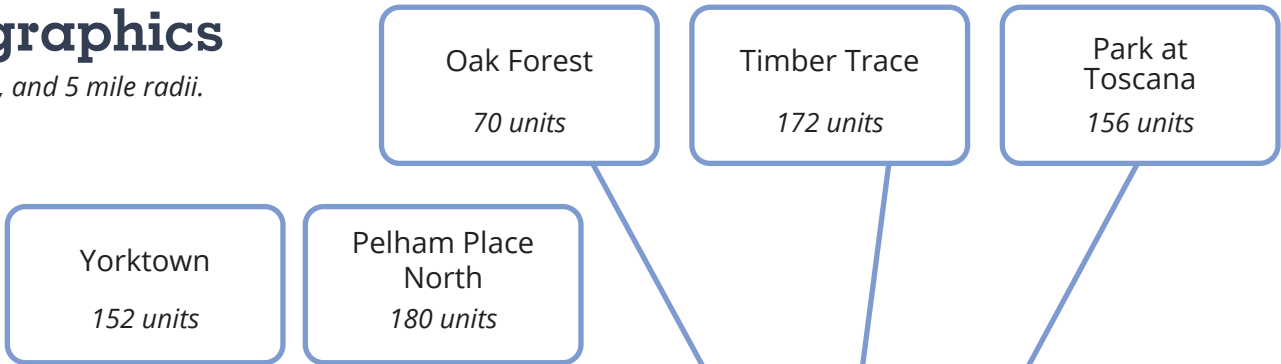 graphics
, and 5 mile radii.
Oak Forest
70 units
Timber Trace
172 units
Park at
Toscana
156 units
Yorktown
152 units
Pelham Place
North
180 units